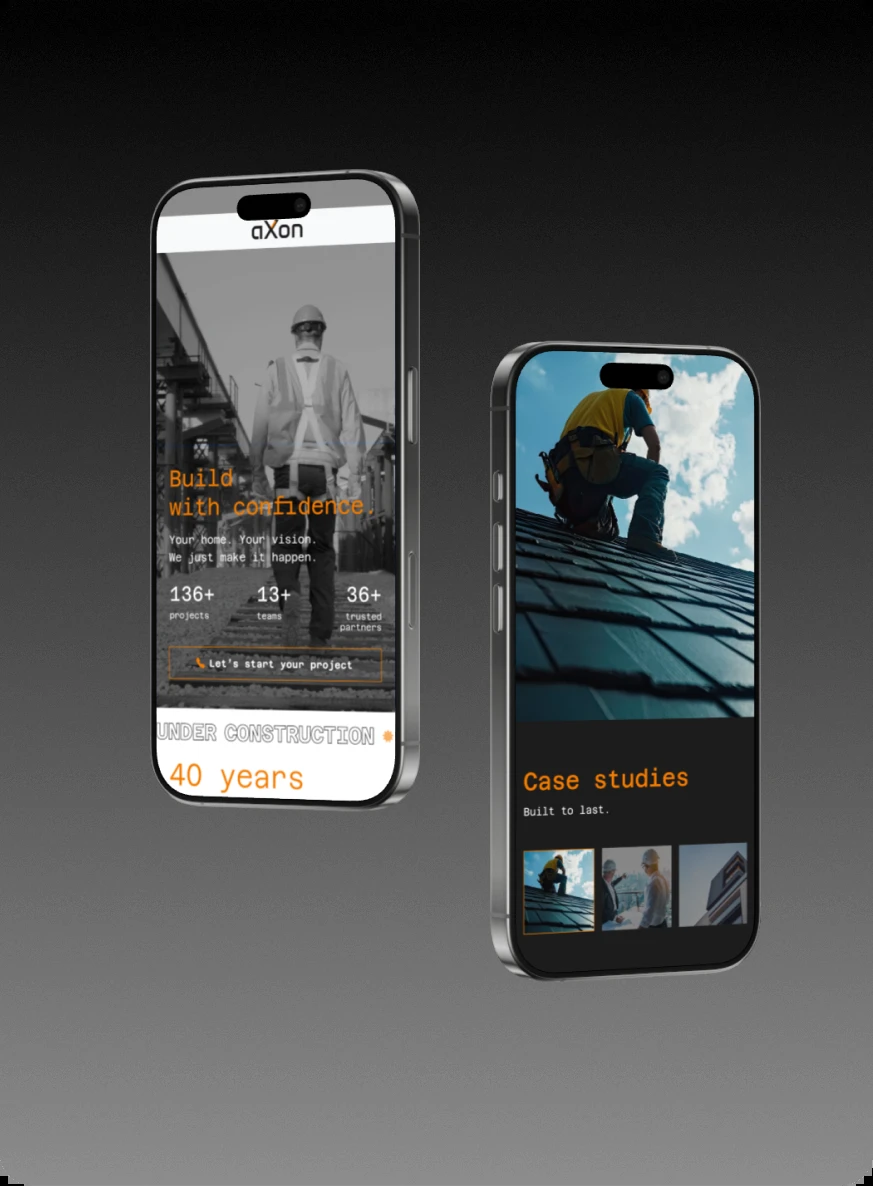 aXon
Build
with confidence.
Your home. Your vision.
We just make it happen.
136+ 13+ 36+
projects teams trusted
partners
Let's start your project
UNDER CONSTRUCTION
40 years
Case studies
Built to last.